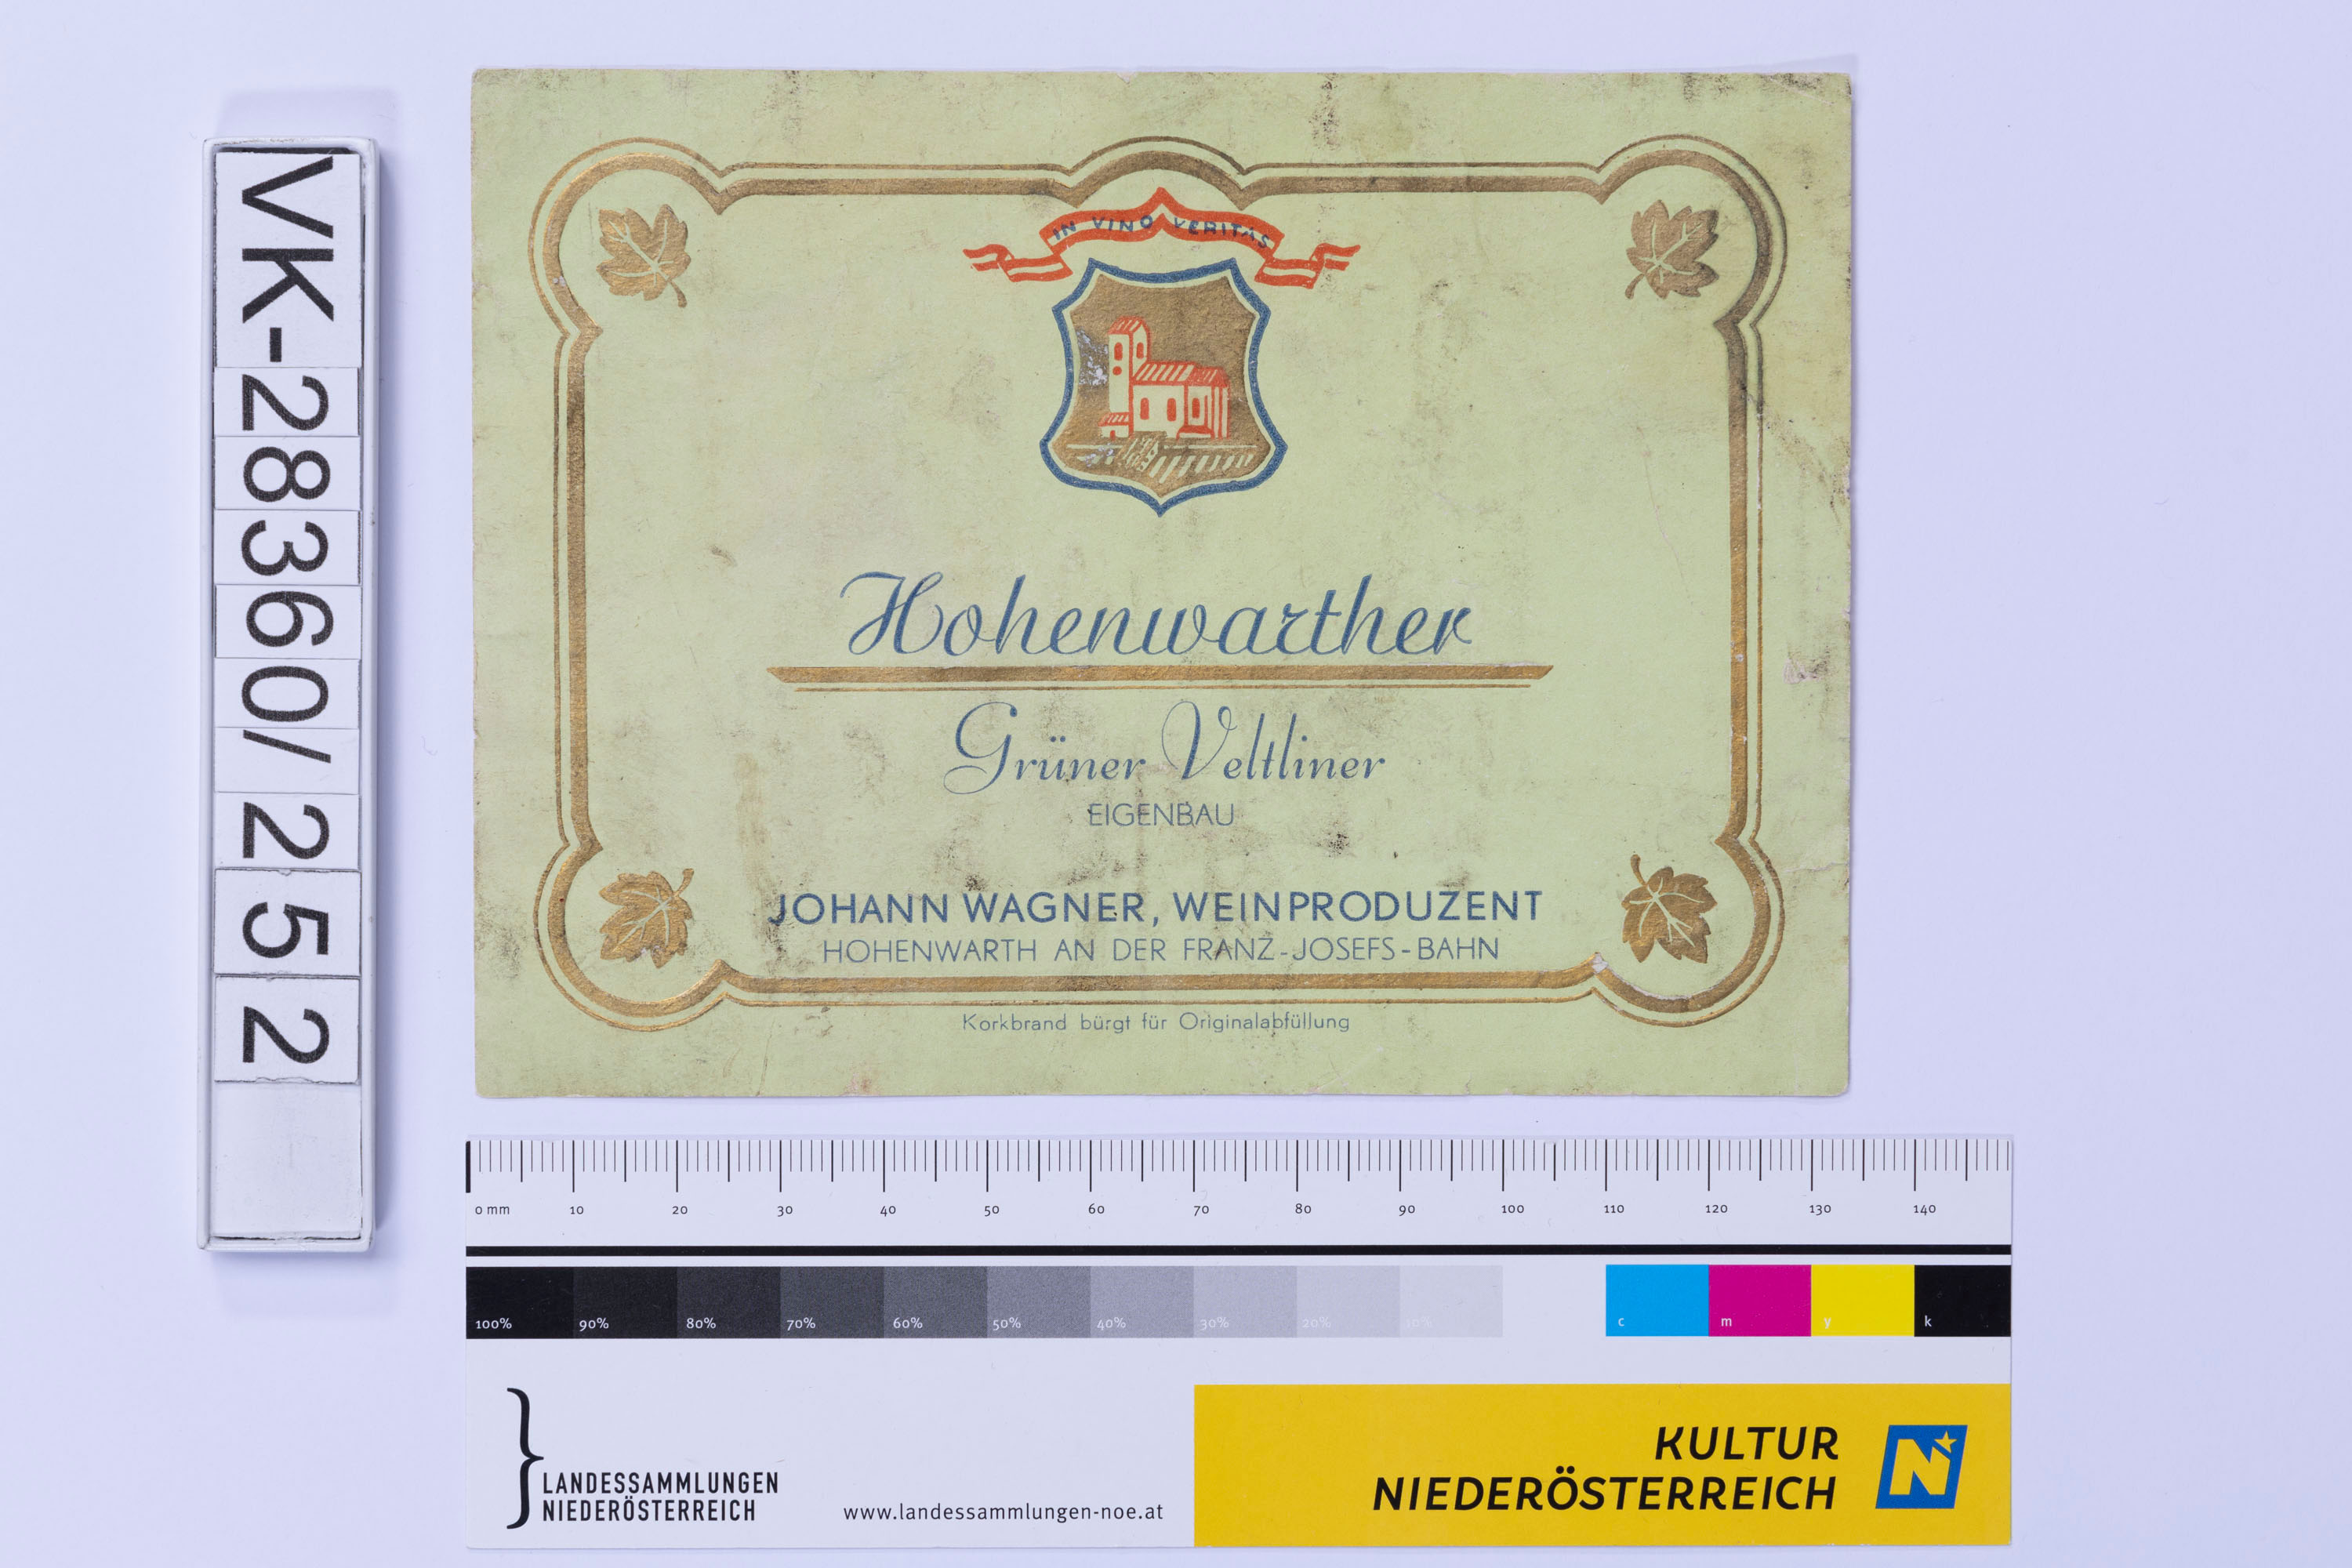 VK-28360/252
IN VINO VERITAS
Hohenwarther
Grüner Veltliner
EIGENBAU
JOHANN WAGNER, WEINPRODUZENT
HOHENWARTH AN DER FRANZ-JOSEFS-BAHN
Korkbrand bürgt für Originalabfüllung
0 mm 10 20 30 40 50 60 70 80 90 100 110 120 130 140
100% 90% 80% 70% 60% 50% 40% 30% 20% 10% c m y k
LANDESSAMMLUNGEN
NIEDERÖSTERREICH
www.landessammlungen-noe.at
KULTUR
NIEDERÖSTERREICH
N